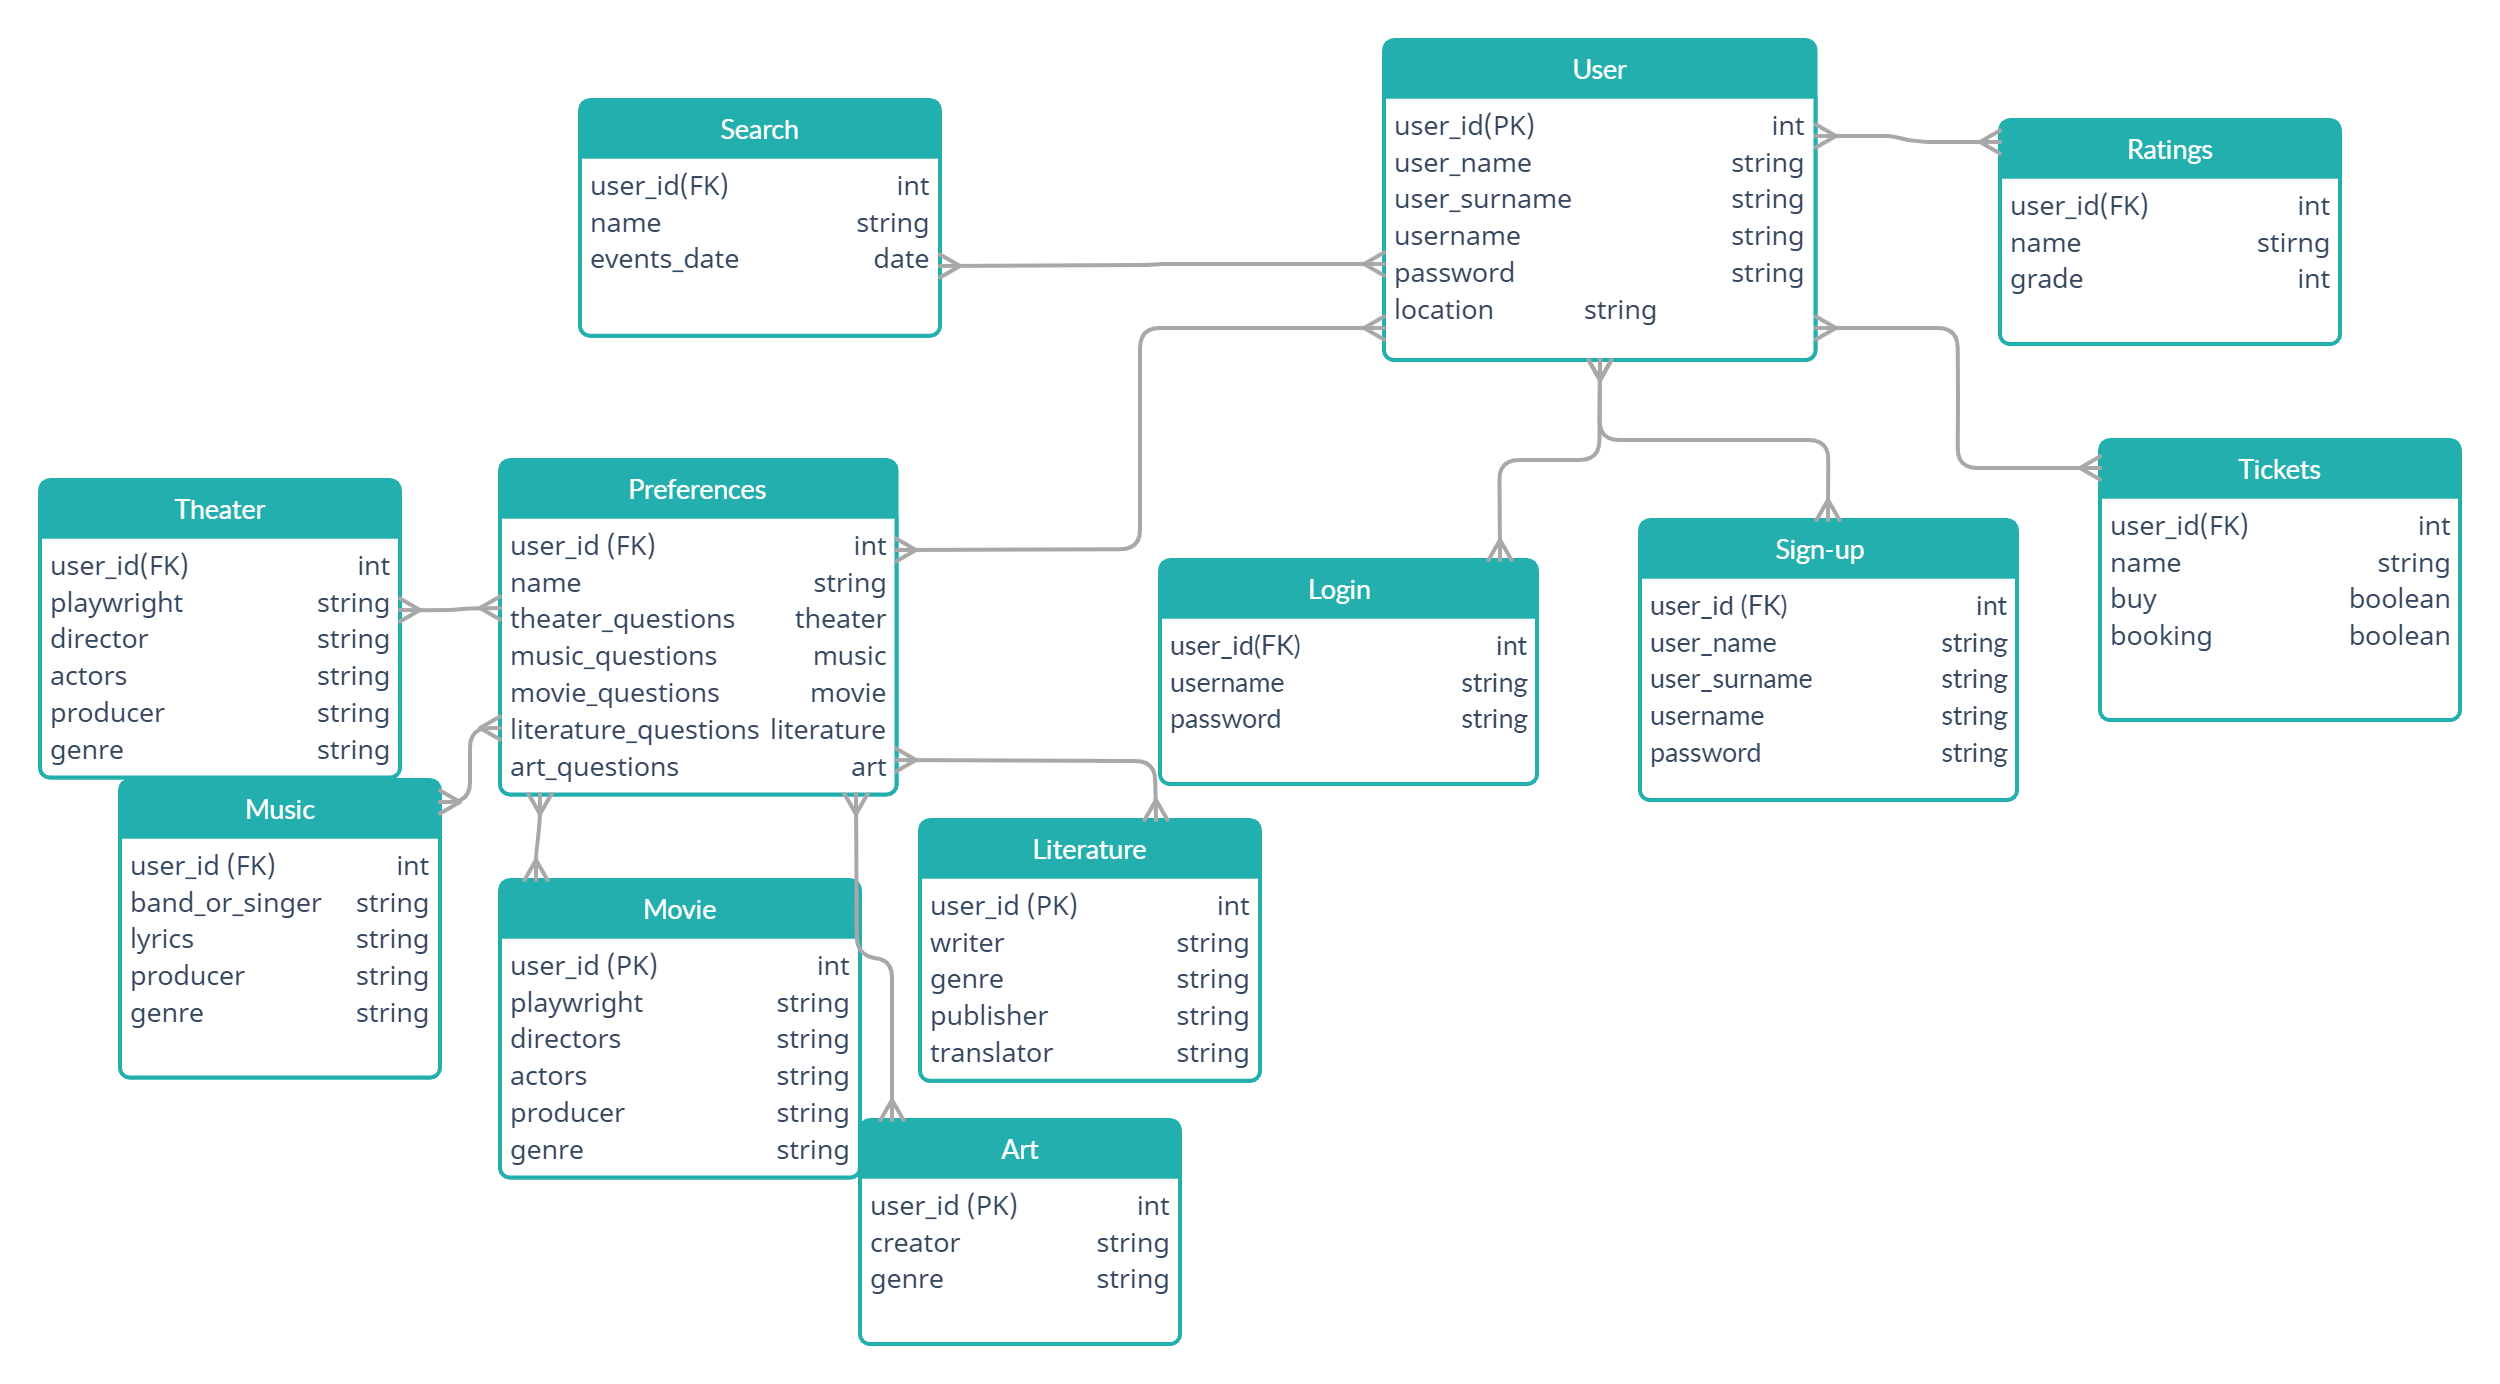 User
user_id(PK) int
user_name string
user_surname string
username string
password string
location string
Search
user_id(FK) int
name string
events_date date
Ratings
user_id(FK) int
name stirng
grade int
Theater
user_id(FK) int
playwright string
director string
actors string
producer string
genre string
Preferences
user_id (FK) int
name string
theater_questions theater
music_questions music
movie_questions movie
literature_questions literature
art_questions art
Login
user_id(FK) int
username string
password string
Sign-up
user_id (FK) int
user_name string
user_surname string
username string
password string
Tickets
user_id(FK) int
name string
buy boolean
booking boolean
Music
user_id (FK) int
band_or_singer string
lyrics string
producer string
genre string
Movie
user_id (PK) int
playwright string
directors string
actors string
producer string
genre string
Literature
user_id (PK) int
writer string
genre string
publisher string
translator string
Art
user_id (PK) int
creator string
genre string